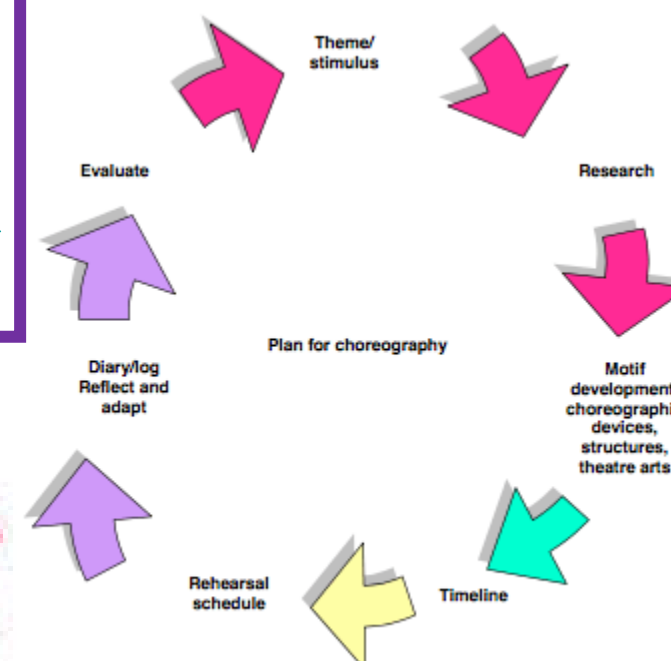 Theme/
stimulus
Research
Motif
development
choreographi
devices,
structures,
theatre arts
Timeline
Rehearsal
schedule
Diary/log
Reflect and
adapt
Evaluate
Plan for choreography